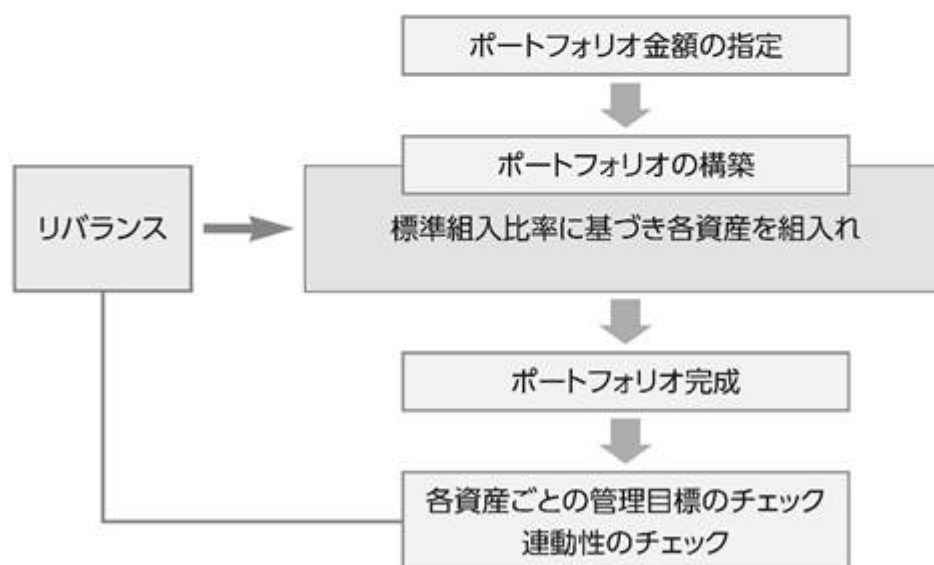 ポートフォリオ金額の指定
ポートフォリオの構築
リバランス
標準組入比率に基づき各資産を組入れ
ポートフォリオ完成
各資産ごとの管理目標のチェック
連動性のチェック